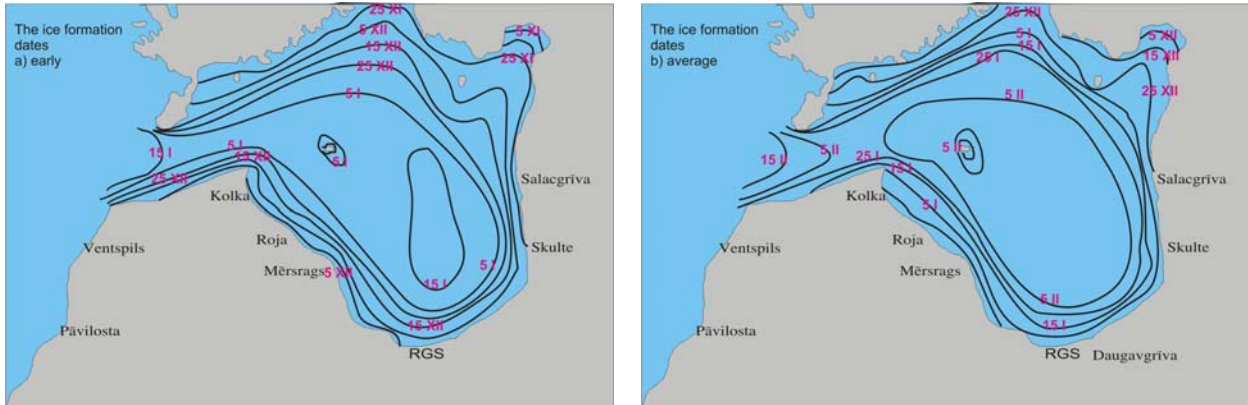 The ice formation
dates
a) early
25 XI
5 XII
15 XII
25 XII
5 XI
25 XI
5 I
15 I
5 I
15 XII
25 XII
5 I
Kolka
Salacgrīva
Ventspils
Roja
Skulte
Mērsrags
5 XII
5 I
15 I
15 XII
Pāvilosta
RGS
The ice formation
dates
b) average
25 XII
5 I
15 I
25 I
5 XII
15 XII
25 XII
5 II
15 II
5 II
25 I
15 I
5 II
Kolka
Salacgrīva
5 I
Ventspils
Roja
Skulte
Mērsrags
5 II
15 I
Pāvilosta
RGS
Daugavgrīva